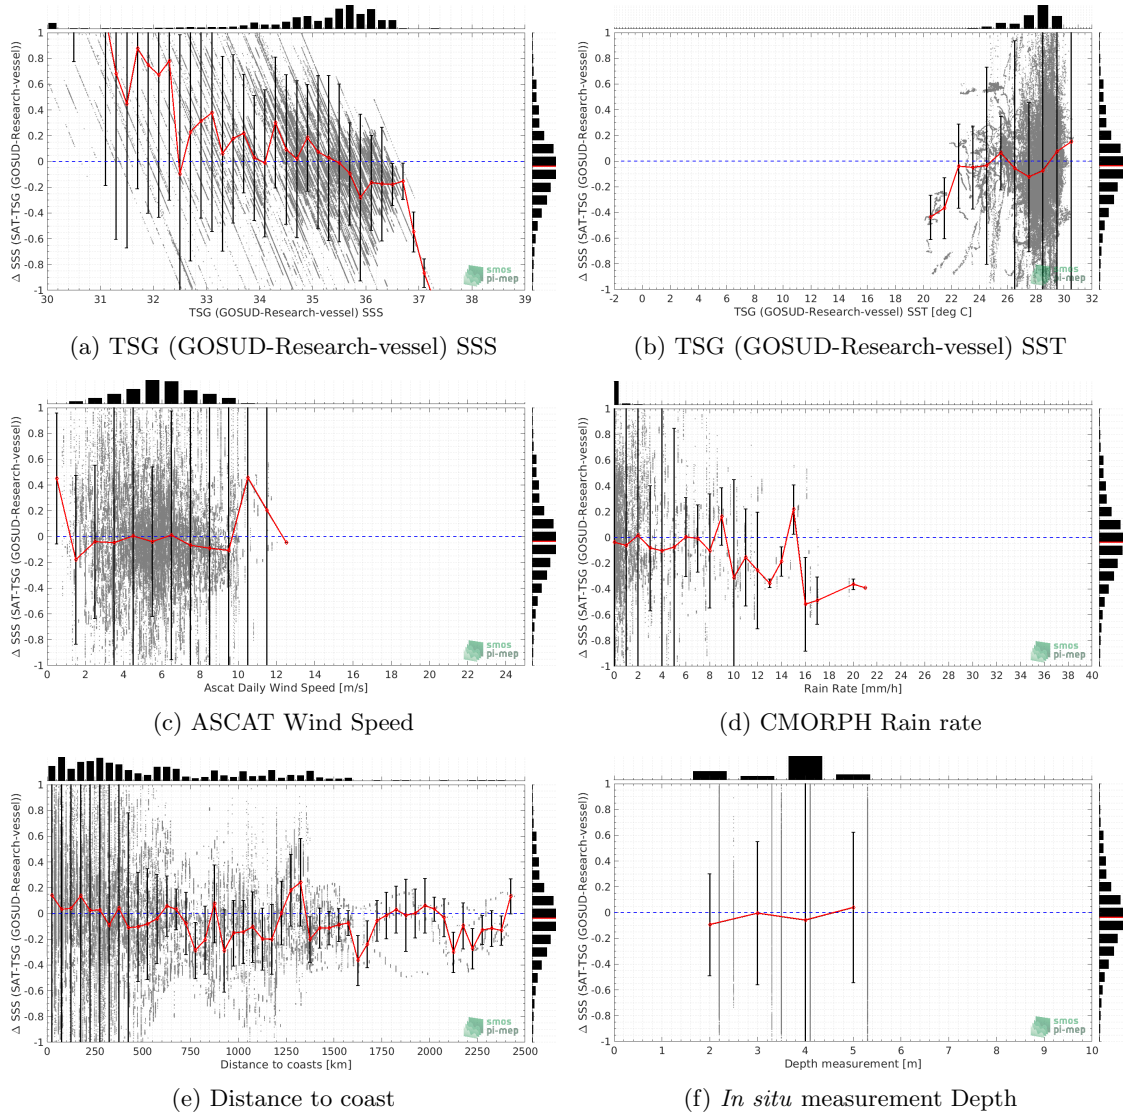 Δ SSS (SAT-TSG (GOSUD-Research-vessel))
1
0.8
0.6
0.4
0.2
0
-0.2
-0.4
-0.6
-0.8
-1
30 31 32 33 34 35 36 37 38 39
TSG (GOSUD-Research-vessel) SSS
smos
pi-mep
(a) TSG (GOSUD-Research-vessel) SSS
Δ SSS (SAT-TSG (GOSUD-Research-vessel))
1
0.8
0.6
0.4
0.2
0
-0.2
-0.4
-0.6
-0.8
-1
-2 0 2 4 6 8 10 12 14 16 18 20 22 24 26 28 30 32
TSG (GOSUD-Research-vessel) SST [deg C]
smos
pi-mep
(b) TSG (GOSUD-Research-vessel) SST
Δ SSS (SAT-TSG (GOSUD-Research-vessel))
1
0.8
0.6
0.4
0.2
0
-0.2
-0.4
-0.6
-0.8
-1
0 2 4 6 8 10 12 14 16 18 20 22 24
Ascat Daily Wind Speed [m/s]
smos
pi-mep
(c) ASCAT Wind Speed
Δ SSS (SAT-TSG (GOSUD-Research-vessel))
1
0.8
0.6
0.4
0.2
0
-0.2
-0.4
-0.6
-0.8
-1
0 2 4 6 8 10 12 14 16 18 20 22 24 26 28 30 32 34 36 38 40
Rain Rate [mm/h]
smos
pi-mep
(d) CMORPH Rain rate
Δ SSS (SAT-TSG (GOSUD-Research-vessel))
1
0.8
0.6
0.4
0.2
0
-0.2
-0.4
-0.6
-0.8
-1
0 250 500 750 1000 1250 1500 1750 2000 2250 2500
Distance to coasts [km]
smos
pi-mep
(e) Distance to coast
Δ SSS (SAT-TSG (GOSUD-Research-vessel))
1
0.8
0.6
0.4
0.2
0
-0.2
-0.4
-0.6
-0.8
-1
0 1 2 3 4 5 6 7 8 9 10
Depth measurement [m]
smos
pi-mep
(f) In situ measurement Depth